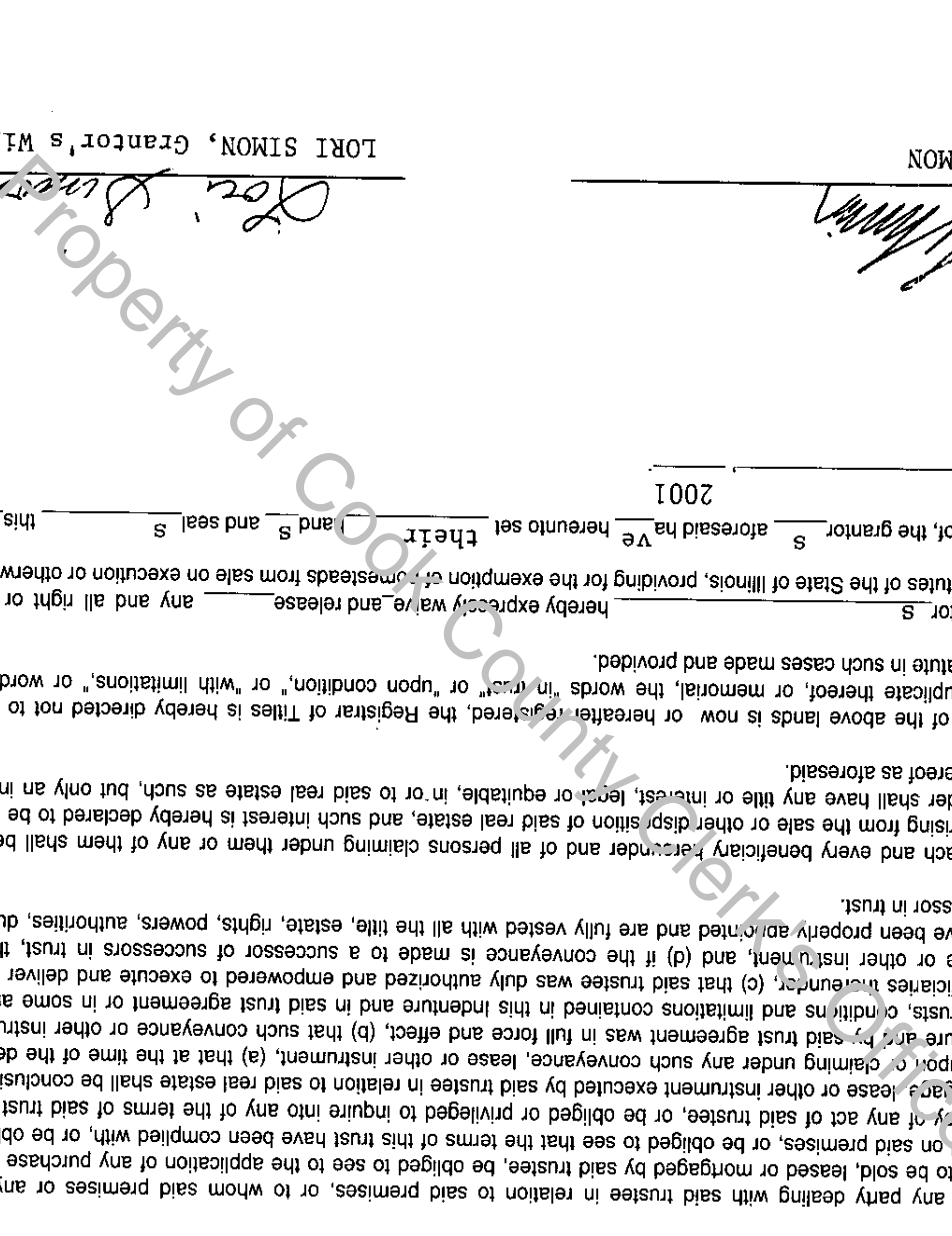 any party dealing with said trustee in relation to said premises, or to whom said premises or any
to be sold, leased or mortgaged by said trustee, be obliged to see to the application of any purchase
on said premises, or be obliged to see that the terms of this trust have been complied with, or be obl
y of any act of said trustee, or be obliged or privileged to inquire into any of the terms of said trust
gage, lease or other instrument executed by said trustee in relation to said real estate shall be conclusi
upon or claiming under any such conveyance, lease or other instrument, (a) that at the time of the de
ure and by said trust agreement was in full force and effect, (b) that such conveyance or other instru
rusts, conditions and limitations contained in this Indenture and in said trust agreement or in some a
iciaries thereunder, (c) that said trustee was duly authorized and empowered to execute and deliver
e or other instrument, and (d) if the conveyance is made to a successor of successors in trust, th
ve been properly appointed and are fully vested with all the title, estate, rights, powers, authorities, du
ssor in trust.
ach and every beneficiary hereunder and of all persons claiming under them or any of them shall be
rising from the sale or other disposition of said real estate, and such interest is hereby declared to be
der shall have any title or interest, legal or equitable, in or to said real estate as such, but only an in
ereof as aforesaid.
of the above lands is now or hereafter registered, the Registrar of Titles is hereby directed not to
uplicate thereof, or memorial, the words "in trust" or "upon condition," or "with limitations," or word
atute in such cases made and provided.
tor S hereby expressly waive and release any and all right or
tutes of the State of Illinois, providing for the exemption of homesteads from sale on execution or otherw
of, the grantor S aforesaid ha ve hereunto set their hand S and seal S this
, 2001.
Lori Simon
MON LORI SIMON, Grantor's Wi
Property of Cook County Clerk's Office